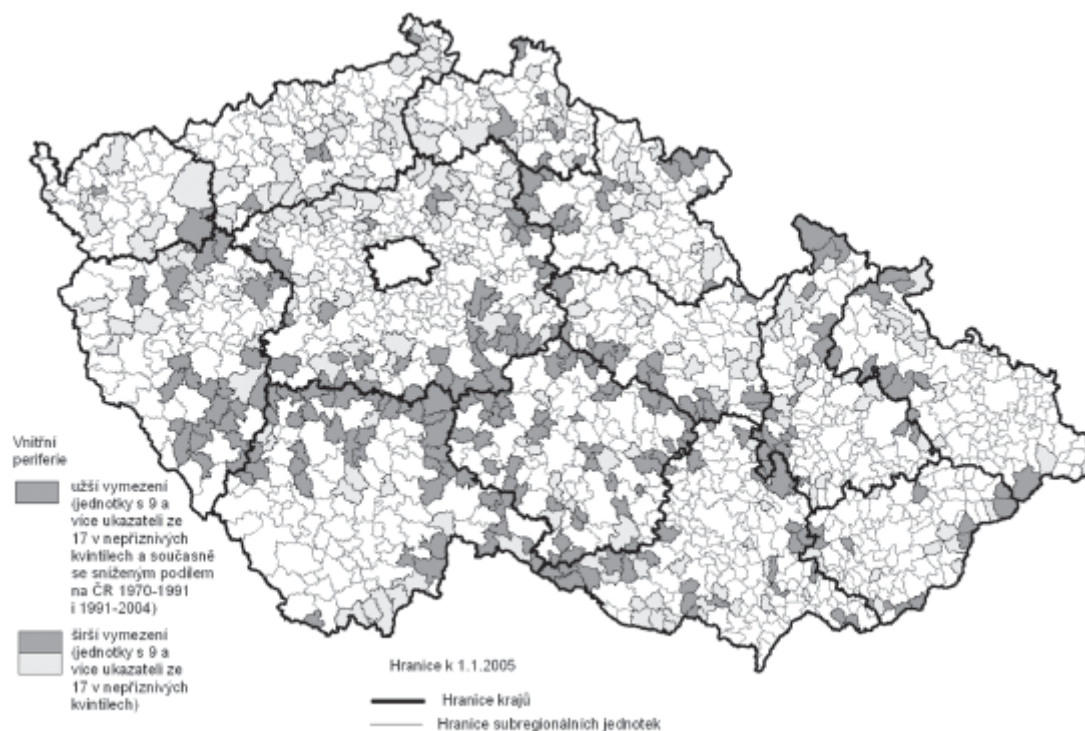 Vnitřní
periferie
užší vymezení
(jednotky s 9 a
více ukazateli ze
17 v nepříznivých
kvintilech a současně
se sníženým podílem
na ČR 1970-1991
i 1991-2004)
širší vymezení
(jednotky s 9 a
více ukazateli ze
17 v nepříznivých
kvintilech)
Hranice k 1.1.2005
Hranice krajů
Hranice subregionálních jednotek